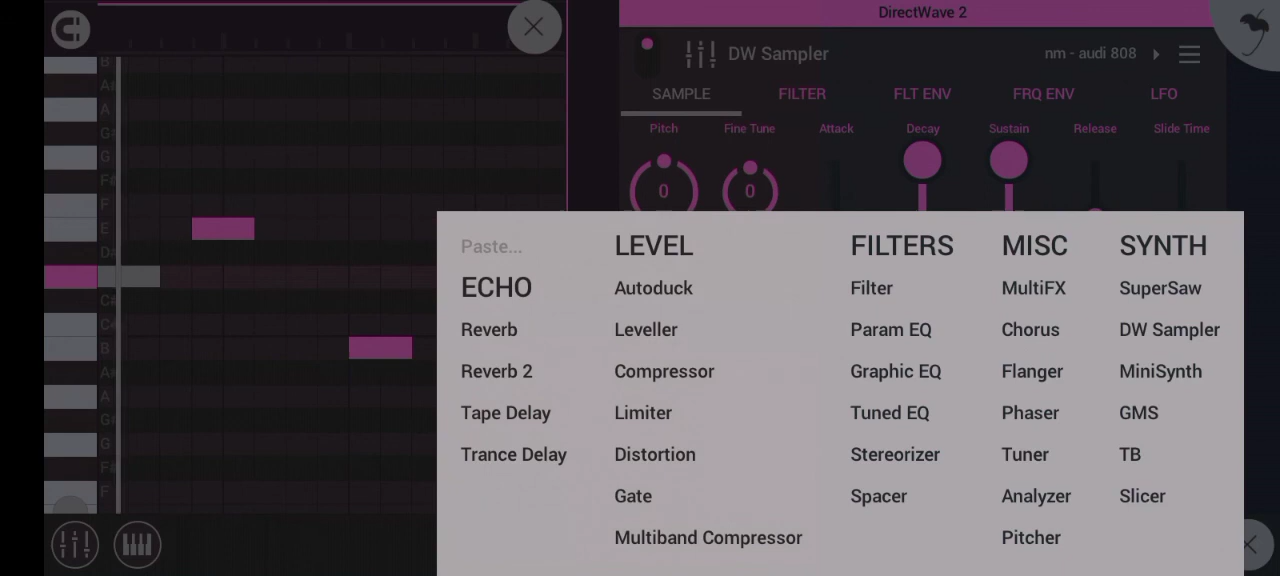 DirectWave 2
DW Sampler
nm - audi 808
SAMPLE
FILTER
FLT ENV
FRQ ENV
LFO
Pitch
Fine Tune
Attack
Decay
Sustain
Release
Slide Time
0
0
B
A#
A
G#
G
F#
F
E
D#
C#
C
B
A#
A
G#
G
F#
F
Paste...
ECHO
Reverb
Reverb 2
Tape Delay
Trance Delay
LEVEL
Autoduck
Leveller
Compressor
Limiter
Distortion
Gate
Multiband Compressor
FILTERS
Filter
Param EQ
Graphic EQ
Tuned EQ
Stereorizer
Spacer
MISC
MultiFX
Chorus
Flanger
Phaser
Tuner
Analyzer
Pitcher
SYNTH
SuperSaw
DW Sampler
MiniSynth
GMS
TB
Slicer